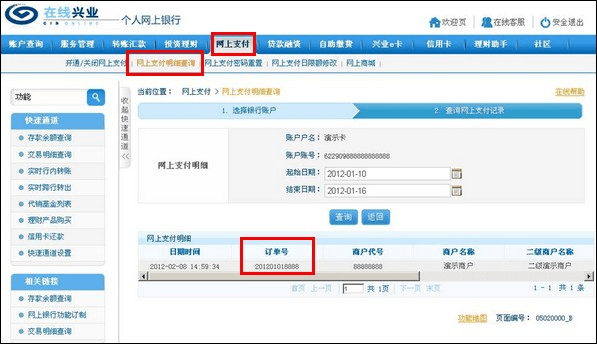 在线兴业
CIB ONLINE
个人网上银行
欢迎页 在线客服 安全退出
账户查询 服务管理 转账汇款 投资理财 网上支付 贷款融资 自助缴费 兴业e卡 信用卡 理财助手 社区
开通/关闭网上支付 | 网上支付明细查询 | 网上支付密码重置 | 网上支付日限额修改 | 网上商城 |
功能
快速通道
存款余额查询
交易明细查询
实时行内转账
实时跨行转出
代销基金列表
理财产品购买
信用卡还款
快速通道设置
相关链接
存款余额查询
网上银行功能订制
交易明细查询
收起快速通道
当前位置: 网上支付 > 网上支付明细查询 在线帮助
1. 选择银行账户 2. 查询网上支付记录
网上支付明细
账户户名: 演示卡
账户账号: 622909888888888888
起始日期: 2012-01-10
结束日期: 2012-01-16
查询 返回
网上支付明细
日期时间 订单号 商户代号 商户名称 二级商户名称
2012-02-08 14:59:34 201201018888 88888888 演示商户 二级演示商户
首页 上一页 1 共 1页 下一页 末页 1 - 1 共 1 条
功能地图 页面编号: 05020000_B